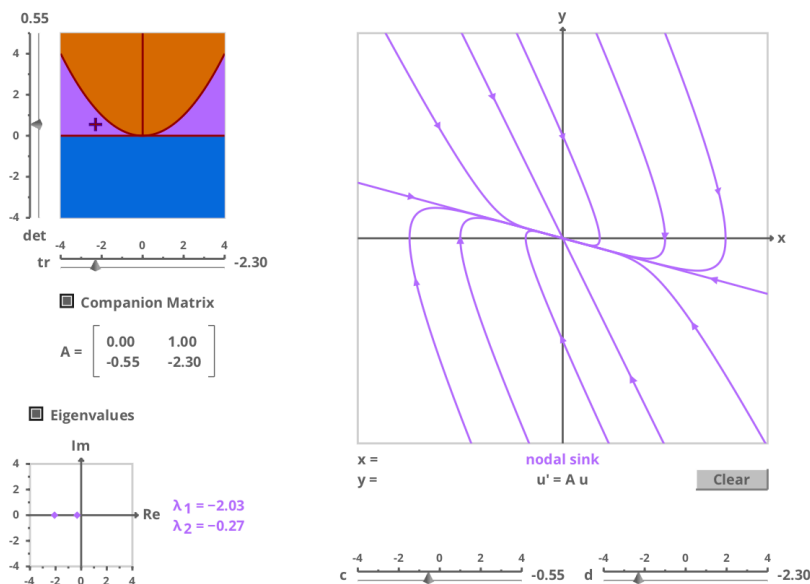 0.55
4
2
0
-2
-4
det
-4 -2 0 2 4
tr
-2.30
Companion Matrix
A =
0.00 1.00
-0.55 -2.30
Eigenvalues
Im
4
2
0
-2
-4
-4 -2 0 2 4
Re
λ1 = −2.03
λ2 = −0.27
y
x
x =
nodal sink
y =
u' = A u
Clear
-4 -2 0 2 4
c
-0.55
-4 -2 0 2 4
d
-2.30